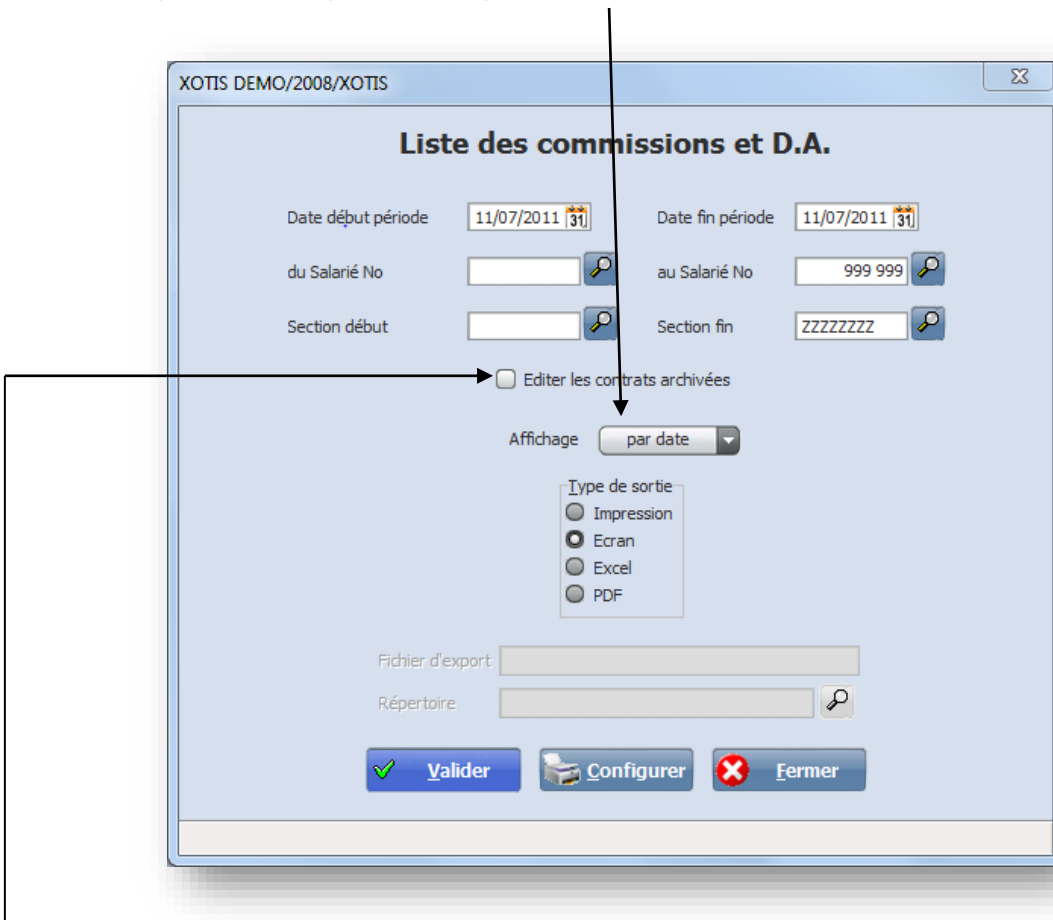 XOTIS DEMO/2008/XOTIS
Liste des commissions et D.A.
Date début période 11/07/2011 31 Date fin période 11/07/2011 31
du Salarié No au Salarié No 999 999
Section début Section fin ZZZZZZZZ
Editer les contrats archivées
Affichage par date
Type de sortie
Impression
Ecran
Excel
PDF
Fichier d'export
Répertoire
Valider Configurer Fermer